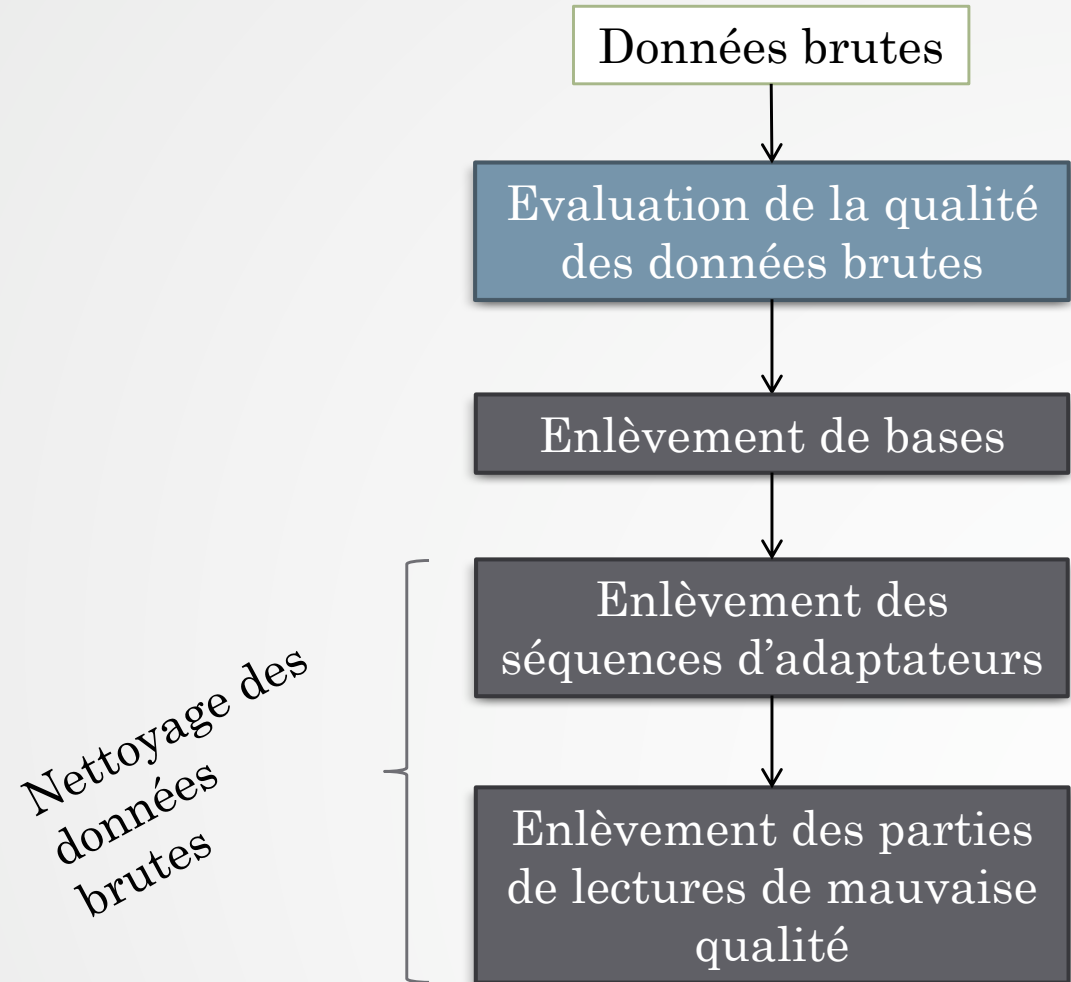 Données brutes
Evaluation de la qualité
des données brutes
Enlèvement de bases
Enlèvement des
séquences d’adaptateurs
Nettoyage des
données
brutes
Enlèvement des parties
de lectures de mauvaise
qualité